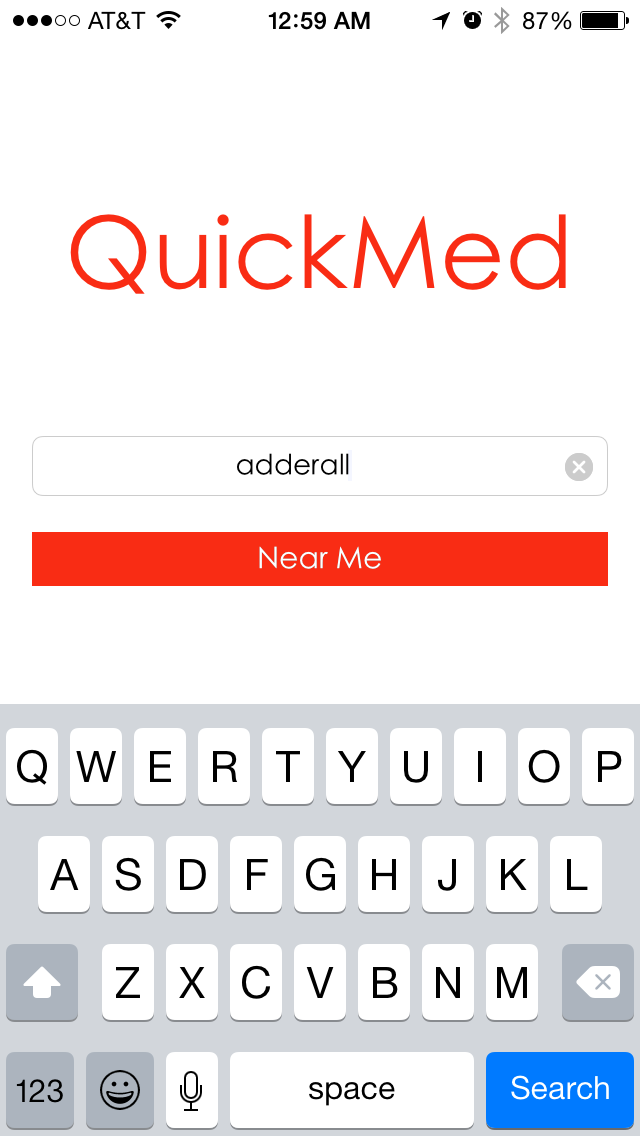 AT&T 12:59 AM 87%
QuickMed
adderall
Near Me
Q W E R T Y U I O P
A S D F G H J K L
Z X C V B N M
123 space Search